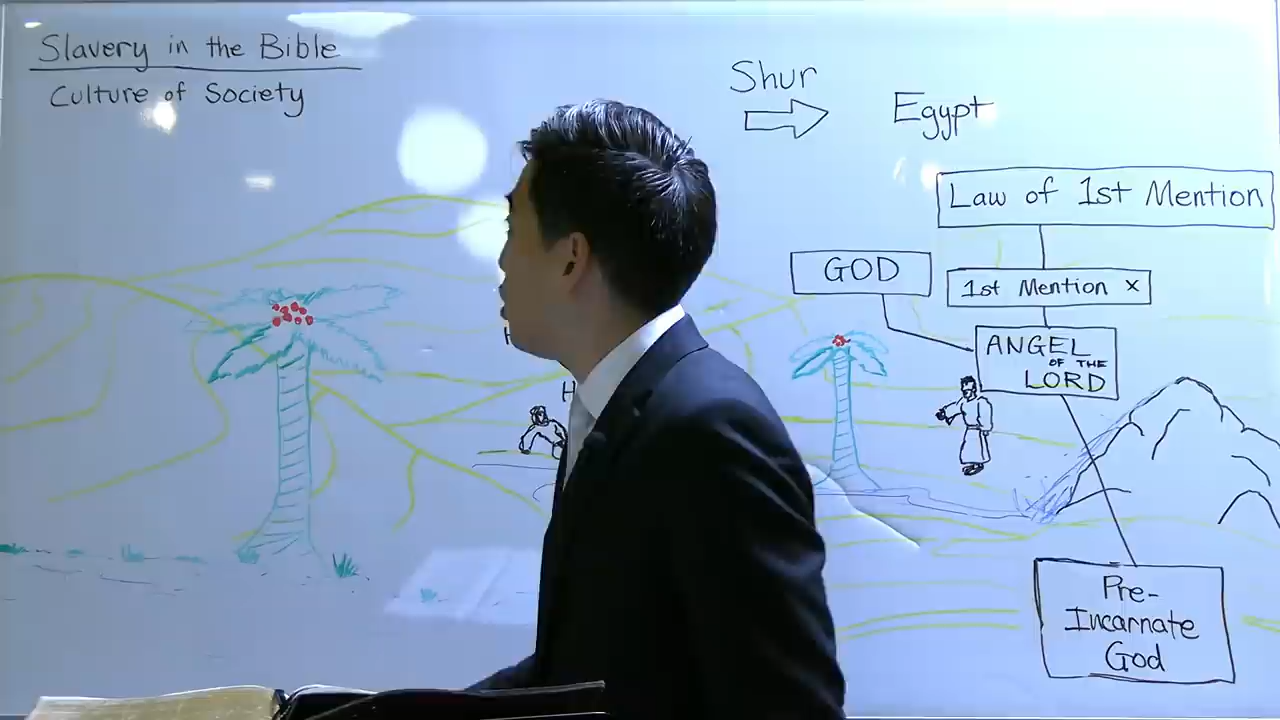 Slavery in the Bible
Culture of Society
Shur
Egypt
Law of 1st Mention
GOD
1st Mention x
ANGEL
OF THE
LORD
H
Pre-
Incarnate
God